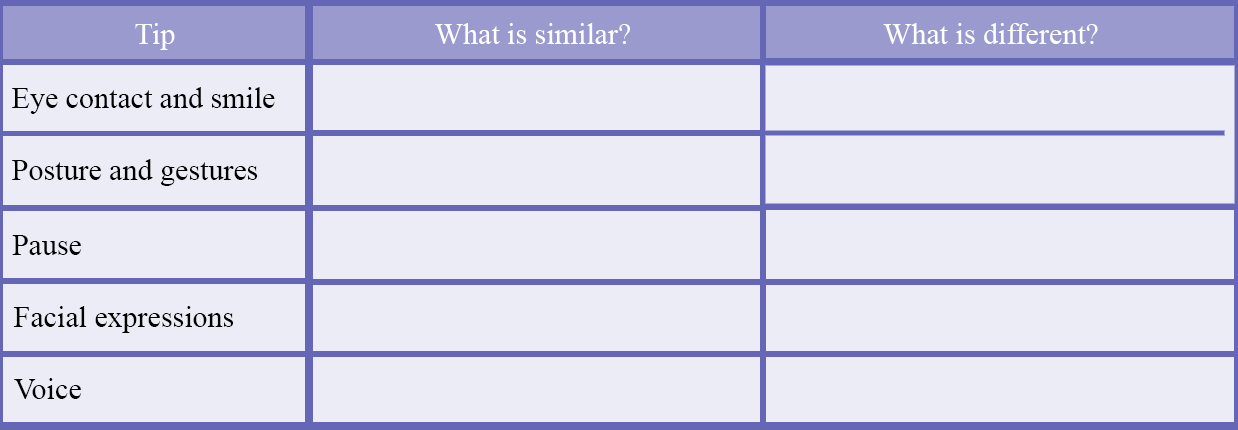 Tip What is similar? What is different?
Eye contact and smile
Posture and gestures
Pause
Facial expressions
Voice